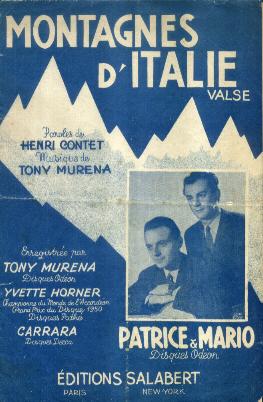 MONTAGNES
D'ITALIE
VALSE
Paroles de
HENRI CONTET
Musique de
TONY MURENA
Enregistrée par
TONY MURENA
Disques Odéon
YVETTE HORNER
Championne du Monde de l'Accordéon
Grand Prix du Disque 1950
Disques Pathé
CARRARA
Disques Decca
PATRICE & MARIO
Disques Odéon
ÉDITIONS SALABERT
PARIS NEW-YORK